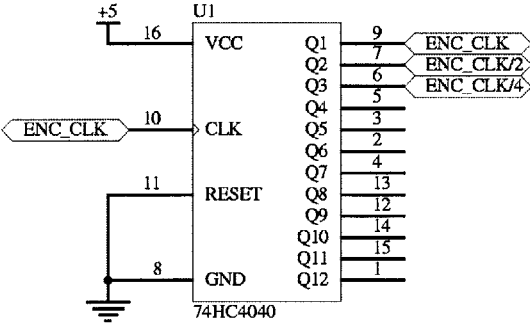 U1
+5
16 VCC Q1 9 ENC_CLK
Q2 7 ENC_CLK/2
Q3 6 ENC_CLK/4
Q4 5
ENC_CLK 10 CLK Q5 3
Q6 2
Q7 4
11 RESET Q8 13
Q9 12
Q10 14
Q11 15
8 GND Q12 1
74HC4040